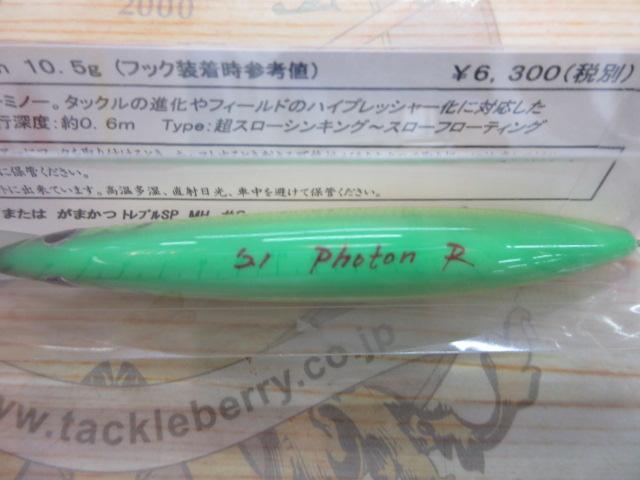 2000
10.5g (フック装着時参考値) ￥6,300(税別)
ーミノー。タックルの進化やフィールドのハイプレッシャー化に対応した
行深度:約0.6m Type:超スローシンキング～スローフローティング
に保管ください。
トに出来ています。高温多湿、直射日光、車中を避けて保管ください。
または がまかつ トレブルSP MH
Photon R
www.tackleberry.co.jp